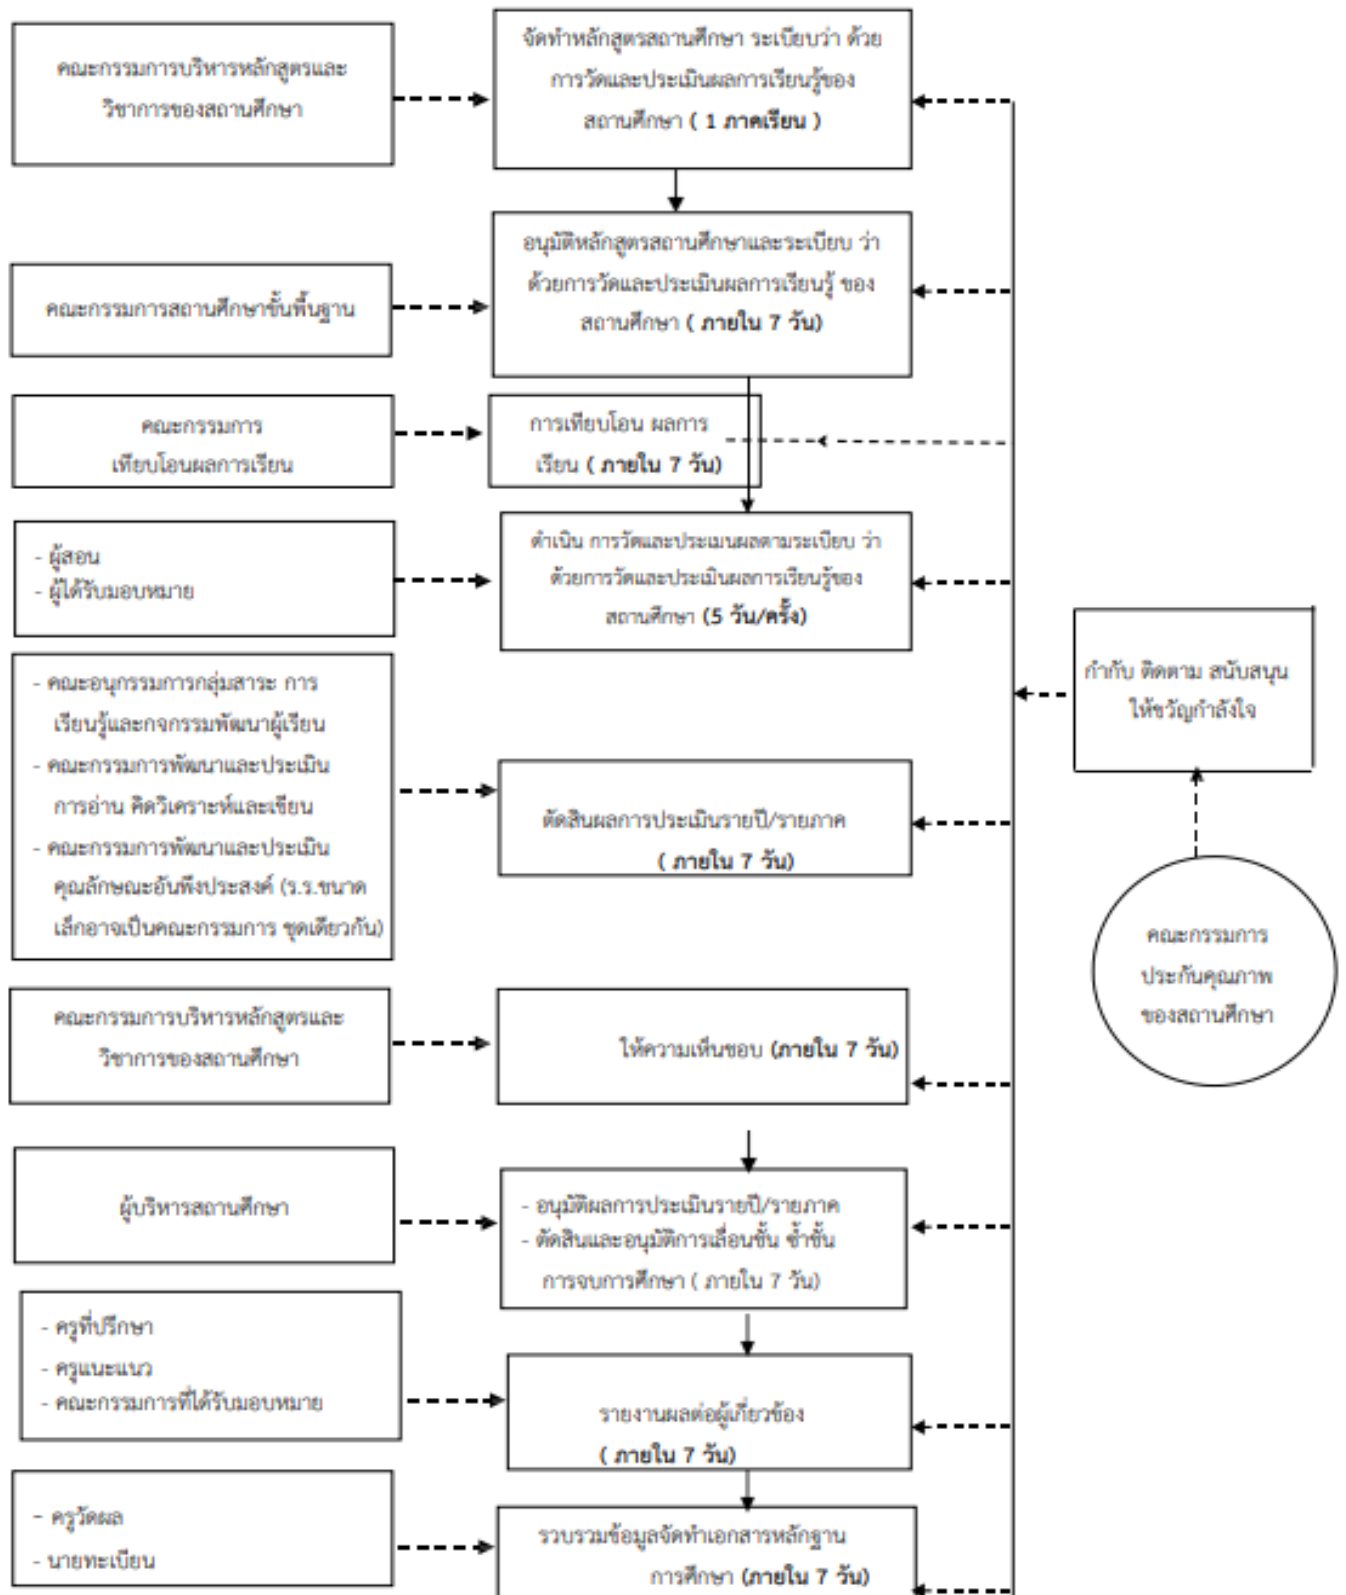 คณะกรรมการบริหารหลักสูตรและ
วิชาการของสถานศึกษา
จัดทำหลักสูตรสถานศึกษา ระเบียบว่า ด้วย
การวัดและประเมินผลการเรียนรู้ของ
สถานศึกษา ( 1 ภาคเรียน )
คณะกรรมการสถานศึกษาขั้นพื้นฐาน
อนุมัติหลักสูตรสถานศึกษาและระเบียบ ว่า
ด้วยการวัดและประเมินผลการเรียนรู้ ของ
สถานศึกษา ( ภายใน 7 วัน)
คณะกรรมการ
เทียบโอนผลการเรียน
การเทียบโอน ผลการ
เรียน ( ภายใน 7 วัน)
- ผู้สอน
- ผู้ได้รับมอบหมาย
ดำเนิน การวัดและประเมนผลตามระเบียบ ว่า
ด้วยการวัดและประเมินผลการเรียนรู้ของ
สถานศึกษา (5 วัน/ครั้ง)
- คณะอนุกรรมการกลุ่มสาระ การ
เรียนรู้และกจกรรมพัฒนาผู้เรียน
- คณะกรรมการพัฒนาและประเมิน
การอ่าน คิดวิเคราะห์และเขียน
- คณะกรรมการพัฒนาและประเมิน
คุณลักษณะอันพึงประสงค์ (ร.ร.ขนาด
เล็กอาจเป็นคณะกรรมการ ชุดเดียวกัน)
ตัดสินผลการประเมินรายปี/รายภาค
( ภายใน 7 วัน)
กำกับ ติดตาม สนับสนุน
ให้ขวัญกำลังใจ
คณะกรรมการ
ประกันคุณภาพ
ของสถานศึกษา
คณะกรรมการบริหารหลักสูตรและ
วิชาการของสถานศึกษา
ให้ความเห็นชอบ (ภายใน 7 วัน)
ผู้บริหารสถานศึกษา
- อนุมัติผลการประเมินรายปี/รายภาค
- ตัดสินและอนุมัติการเลื่อนชั้น ซ้ำชั้น
การจบการศึกษา ( ภายใน 7 วัน)
- ครูที่ปรึกษา
- ครูแนะแนว
- คณะกรรมการที่ได้รับมอบหมาย
รายงานผลต่อผู้เกี่ยวข้อง
( ภายใน 7 วัน)
- ครูวัดผล
- นายทะเบียน
รวบรวมข้อมูลจัดทำเอกสารหลักฐาน
การศึกษา (ภายใน 7 วัน)